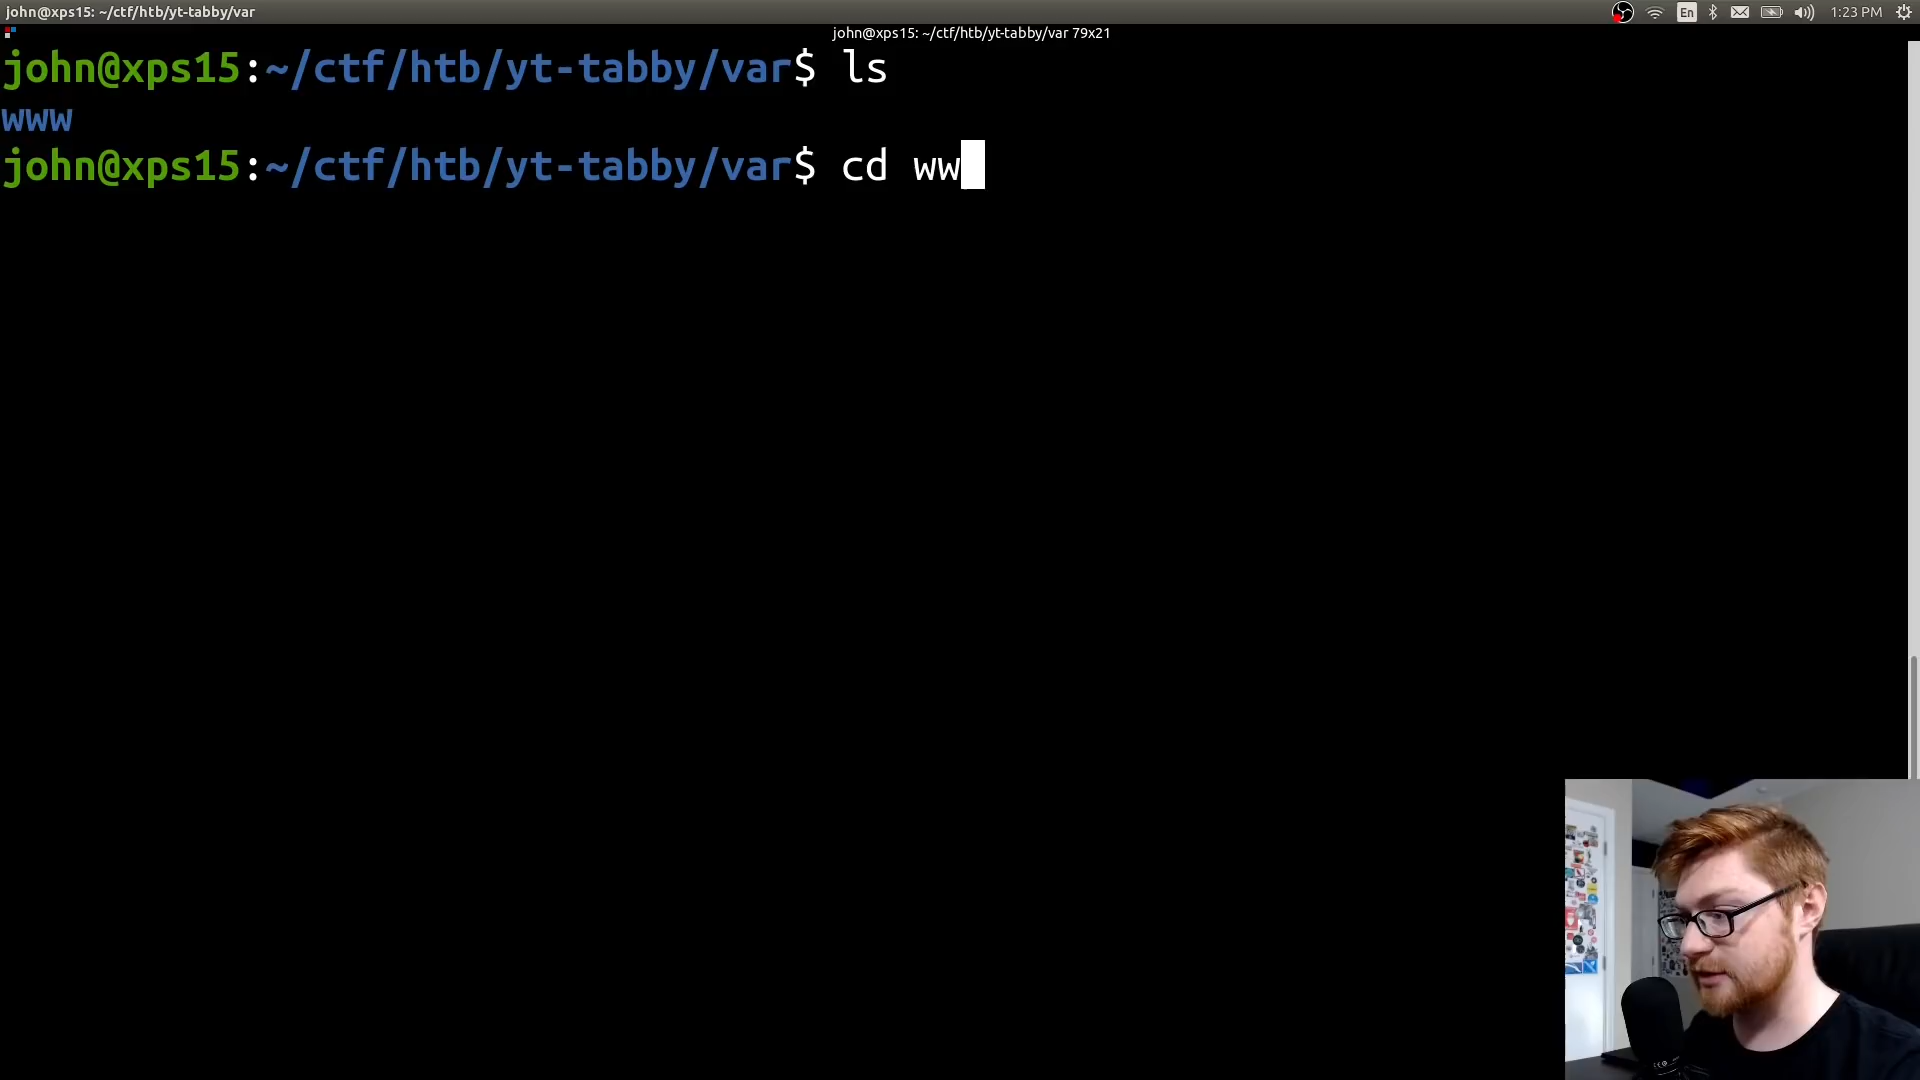 john@xps15: ~/ctf/htb/yt-tabby/var
En
1:23 PM
john@xps15: ~/ctf/htb/yt-tabby/var 79x21
john@xps15:~/ctf/htb/yt-tabby/var$ ls
www
john@xps15:~/ctf/htb/yt-tabby/var$ cd ww